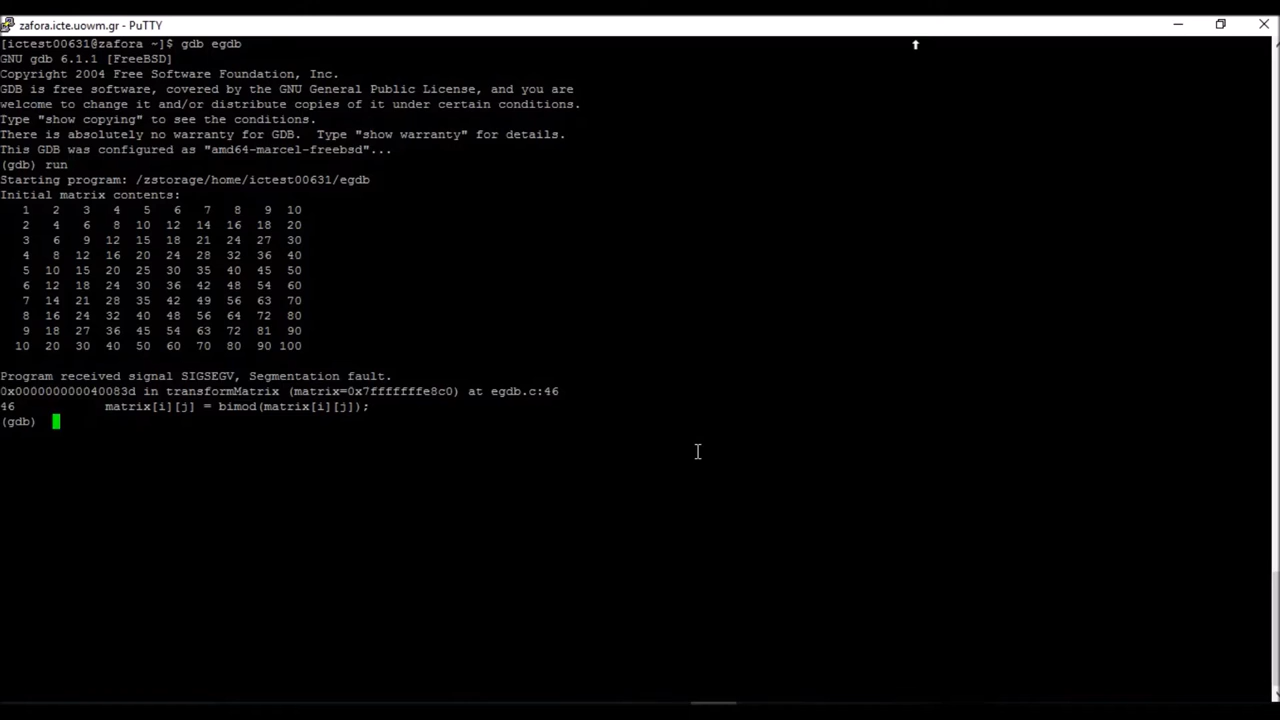 zafora.icte.uowm.gr - PuTTY
[ictest00631@zafora ~]$ gdb egdb
GNU gdb 6.1.1 [FreeBSD]
Copyright 2004 Free Software Foundation, Inc.
GDB is free software, covered by the GNU General Public License, and you are
welcome to change it and/or distribute copies of it under certain conditions.
Type "show copying" to see the conditions.
There is absolutely no warranty for GDB.  Type "show warranty" for details.
This GDB was configured as "amd64-marcel-freebsd"...
(gdb) run
Starting program: /zstorage/home/ictest00631/egdb
Initial matrix contents:
1 2 3 4 5 6 7 8 9 10
2 4 6 8 10 12 14 16 18 20
3 6 9 12 15 18 21 24 27 30
4 8 12 16 20 24 28 32 36 40
5 10 15 20 25 30 35 40 45 50
6 12 18 24 30 36 42 48 54 60
7 14 21 28 35 42 49 56 63 70
8 16 24 32 40 48 56 64 72 80
9 18 27 36 45 54 63 72 81 90
10 20 30 40 50 60 70 80 90 100
Program received signal SIGSEGV, Segmentation fault.
0x000000000040083d in transformMatrix (matrix=0x7fffffffe8c0) at egdb.c:46
46 matrix[i][j] = bimod(matrix[i][j]);
(gdb)